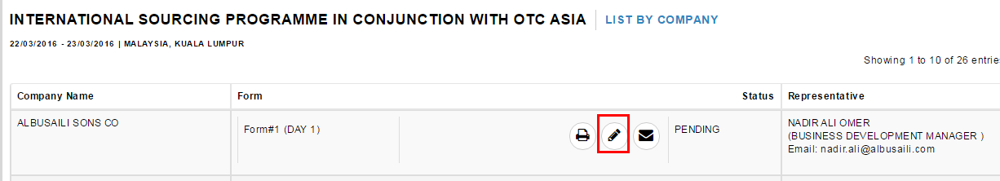 INTERNATIONAL SOURCING PROGRAMME IN CONJUNCTION WITH OTC ASIA | LIST BY COMPANY
22/03/2016 - 23/03/2016 | MALAYSIA, KUALA LUMPUR
Showing 1 to 10 of 26 entrie
Company Name Form Status Representative
ALBUSAILI SONS CO Form#1 (DAY 1) PENDING NADIR ALI OMER
(BUSINESS DEVELOPMENT MANAGER )
Email: nadir.ali@albusaili.com